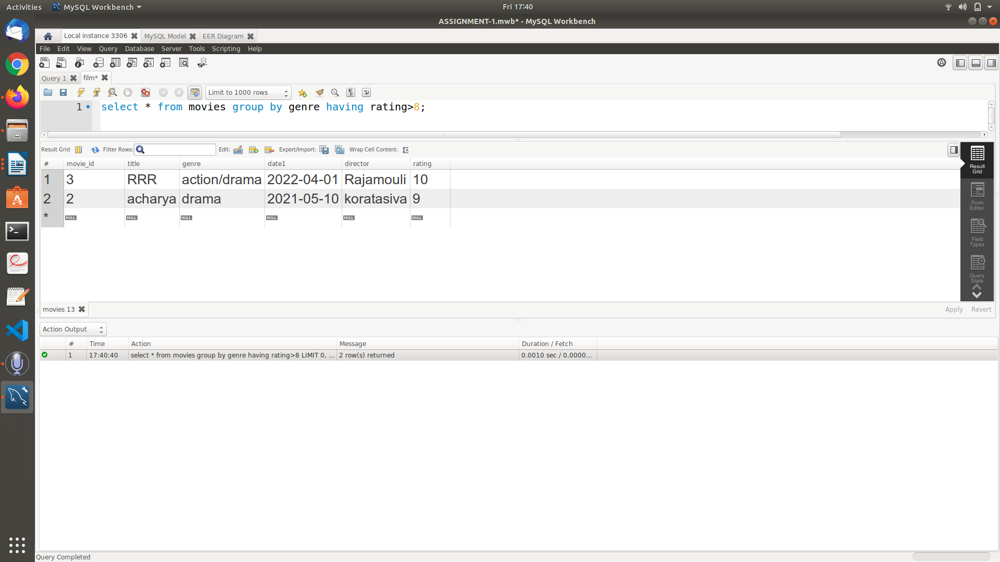 Activities MySQL Workbench Fri 17:40
ASSIGNMENT-1.mwb* - MySQL Workbench
Local instance 3306 MySQL Model EER Diagram
File Edit View Query Database Server Tools Scripting Help
Query 1 film*
Limit to 1000 rows
1 select * from movies group by genre having rating>8;
Result Grid Filter Rows: Edit: Export/Import: Wrap Cell Content:
# movie_id title genre date1 director rating
1 3 RRR action/drama 2022-04-01 Rajamouli 10
2 2 acharya drama 2021-05-10 koratasiva 9
* NULL NULL NULL NULL NULL NULL
Result
Grid
Form
Editor
Field
Types
Query
Stats
movies 13 Apply Revert
Action Output
# Time Action Message Duration / Fetch
1 17:40:40 select * from movies group by genre having rating>8 LIMIT 0, ... 2 row(s) returned 0.0010 sec / 0.0000...
Query Completed